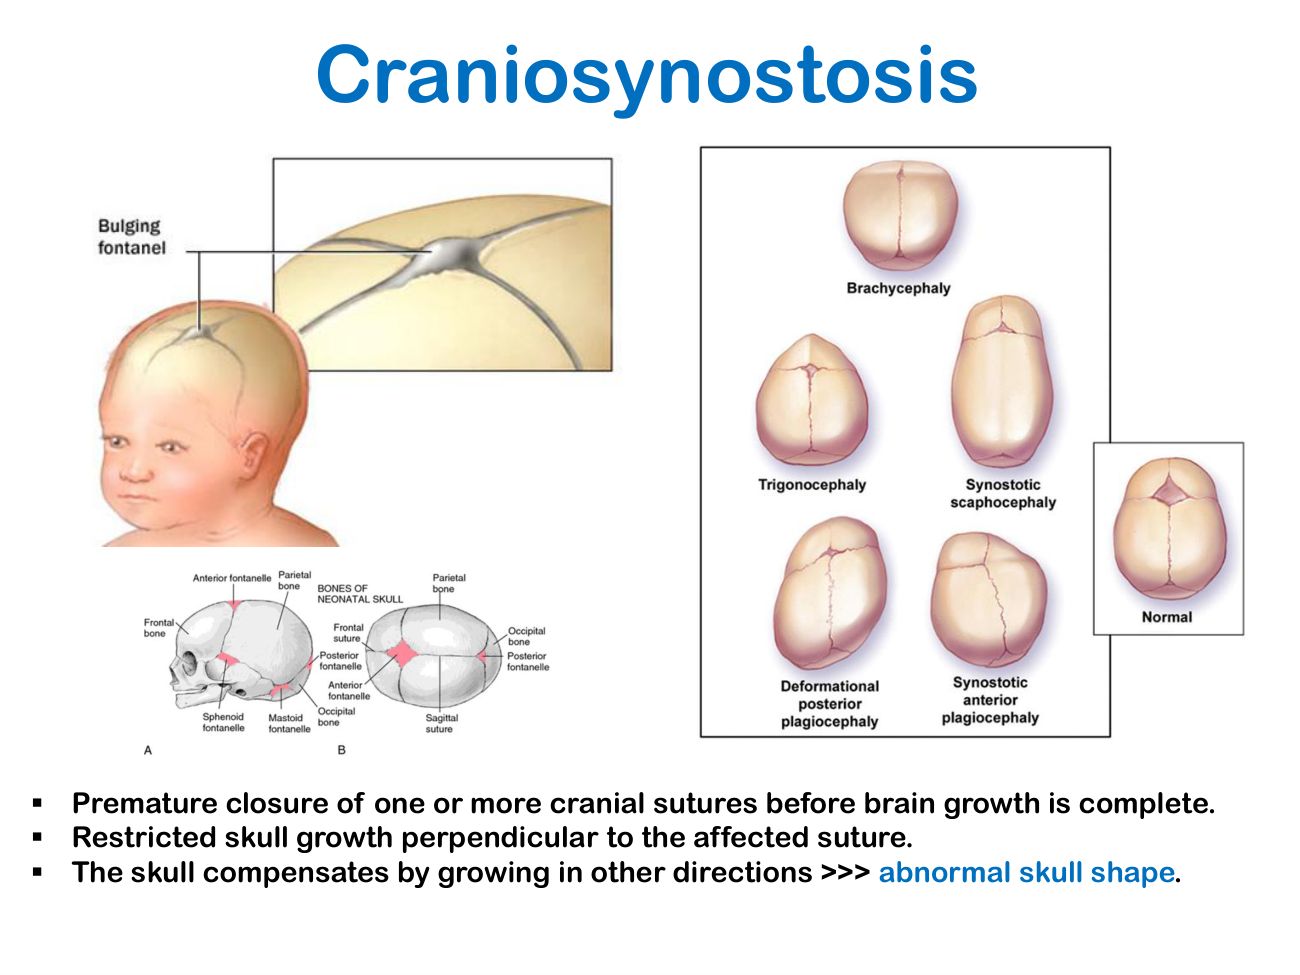 Craniosynostosis
Bulging
fontanel
Anterior fontanelle
Parietal
bone
BONES OF
NEONATAL SKULL
Parietal
bone
Frontal
bone
Frontal
suture
Occipital
bone
Posterior
fontanelle
Posterior
fontanelle
Anterior
fontanelle
Sphenoid
fontanelle
Mastoid
fontanelle
Occipital
bone
Sagittal
suture
A
B
Brachycephaly
Trigonocephaly
Synostotic
scaphocephaly
Deformational
posterior
plagiocephaly
Synostotic
anterior
plagiocephaly
Normal
▪ Premature closure of one or more cranial sutures before brain growth is complete.
▪ Restricted skull growth perpendicular to the affected suture.
▪ The skull compensates by growing in other directions >>> abnormal skull shape.